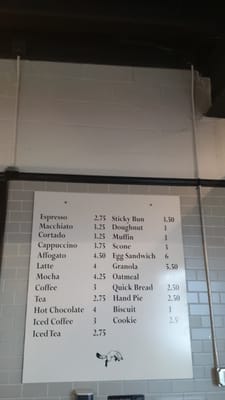 Espresso 2.75
Macchiato 3.25
Cortado 3.25
Cappuccino 3.75
Affogato 4.50
Latte 4
Mocha 4.25
Coffee 3
Tea 2.75
Hot Chocolate 4
Iced Coffee 3
Iced Tea 2.75
Sticky Bun 3.50
Doughnut 3
Muffin 3
Scone 3
Egg Sandwich 6
Granola 5.50
Oatmeal
Quick Bread 2.50
Hand Pie 2.50
Biscuit 3
Cookie